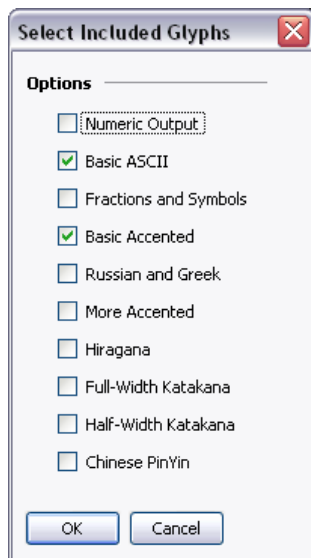 Select Included Glyphs
Options
Numeric Output
Basic ASCII
Fractions and Symbols
Basic Accented
Russian and Greek
More Accented
Hiragana
Full-Width Katakana
Half-Width Katakana
Chinese PinYin
OK Cancel